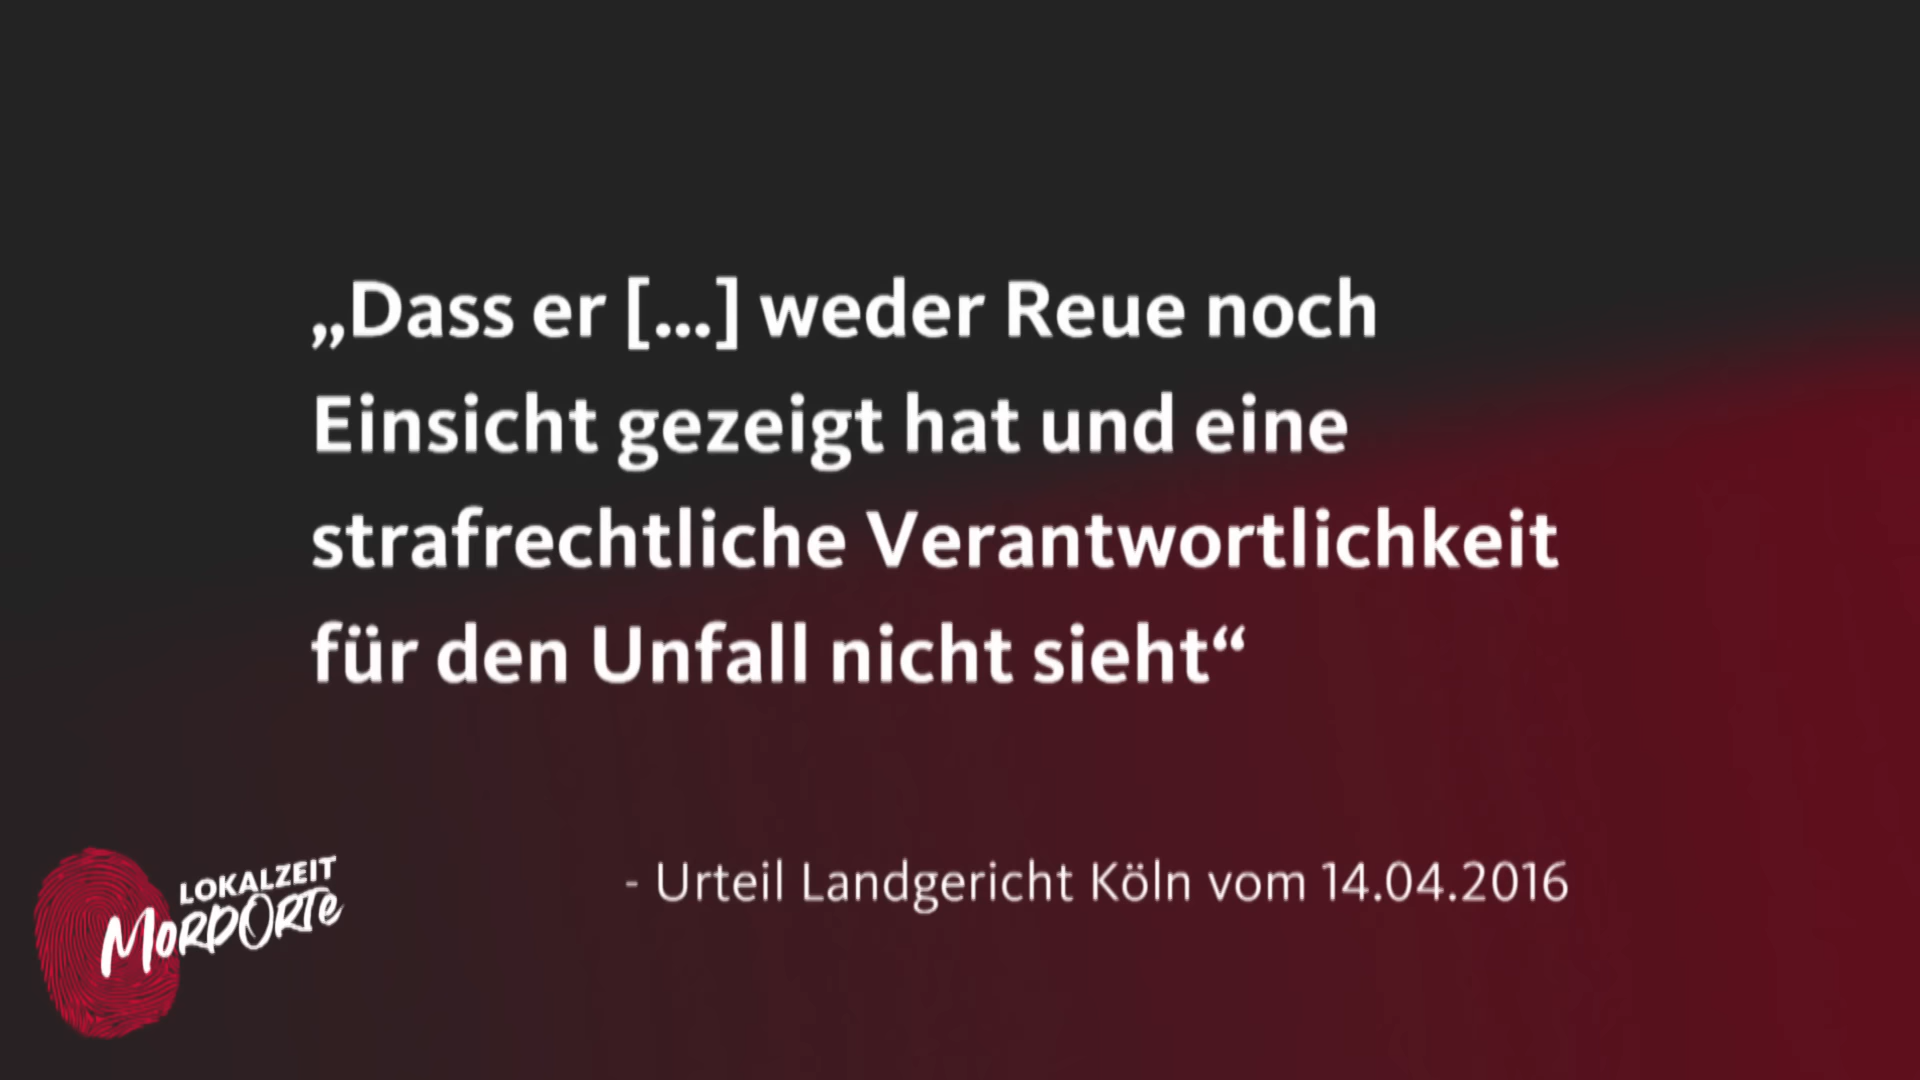 „Dass er [...] weder Reue noch
Einsicht gezeigt hat und eine
strafrechtliche Verantwortlichkeit
für den Unfall nicht sieht“
- Urteil Landgericht Köln vom 14.04.2016
LOKALZEIT
MORDORTE